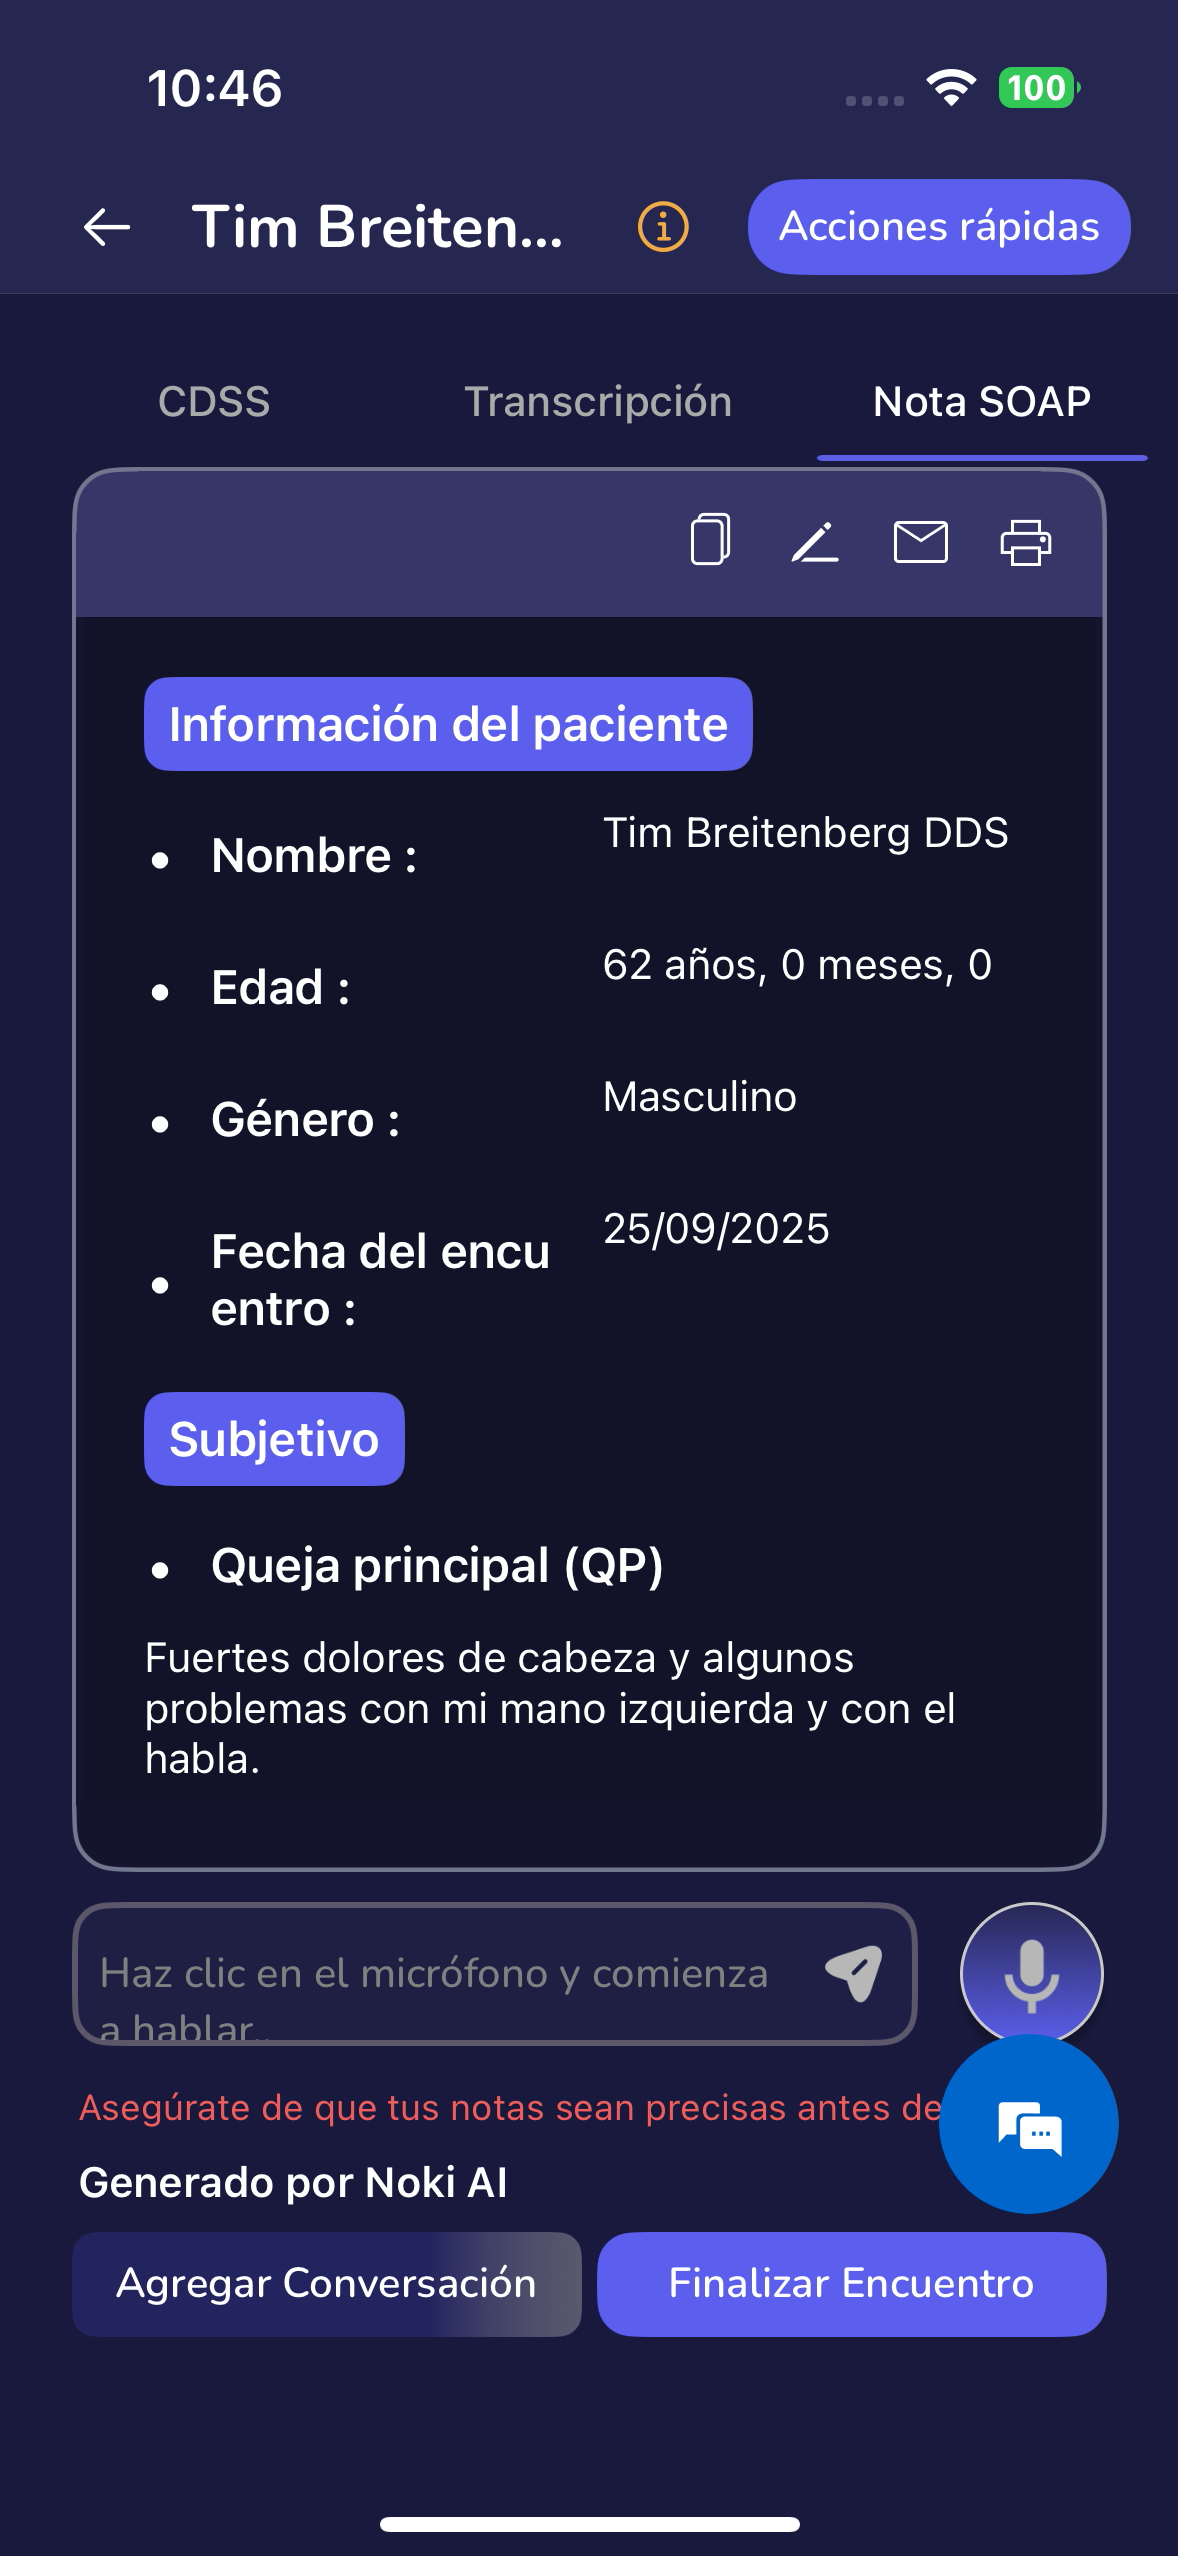 10:46
100
Tim Breiten...
Acciones rápidas
CDSS
Transcripción
Nota SOAP
Información del paciente
• Nombre :
Tim Breitenberg DDS
• Edad :
62 años, 0 meses, 0
• Género :
Masculino
• Fecha del encu
entro :
25/09/2025
Subjetivo
• Queja principal (QP)
Fuertes dolores de cabeza y algunos
problemas con mi mano izquierda y con el
habla.
Haz clic en el micrófono y comienza
a hablar..
Asegúrate de que tus notas sean precisas antes de
Generado por Noki AI
Agregar Conversación
Finalizar Encuentro